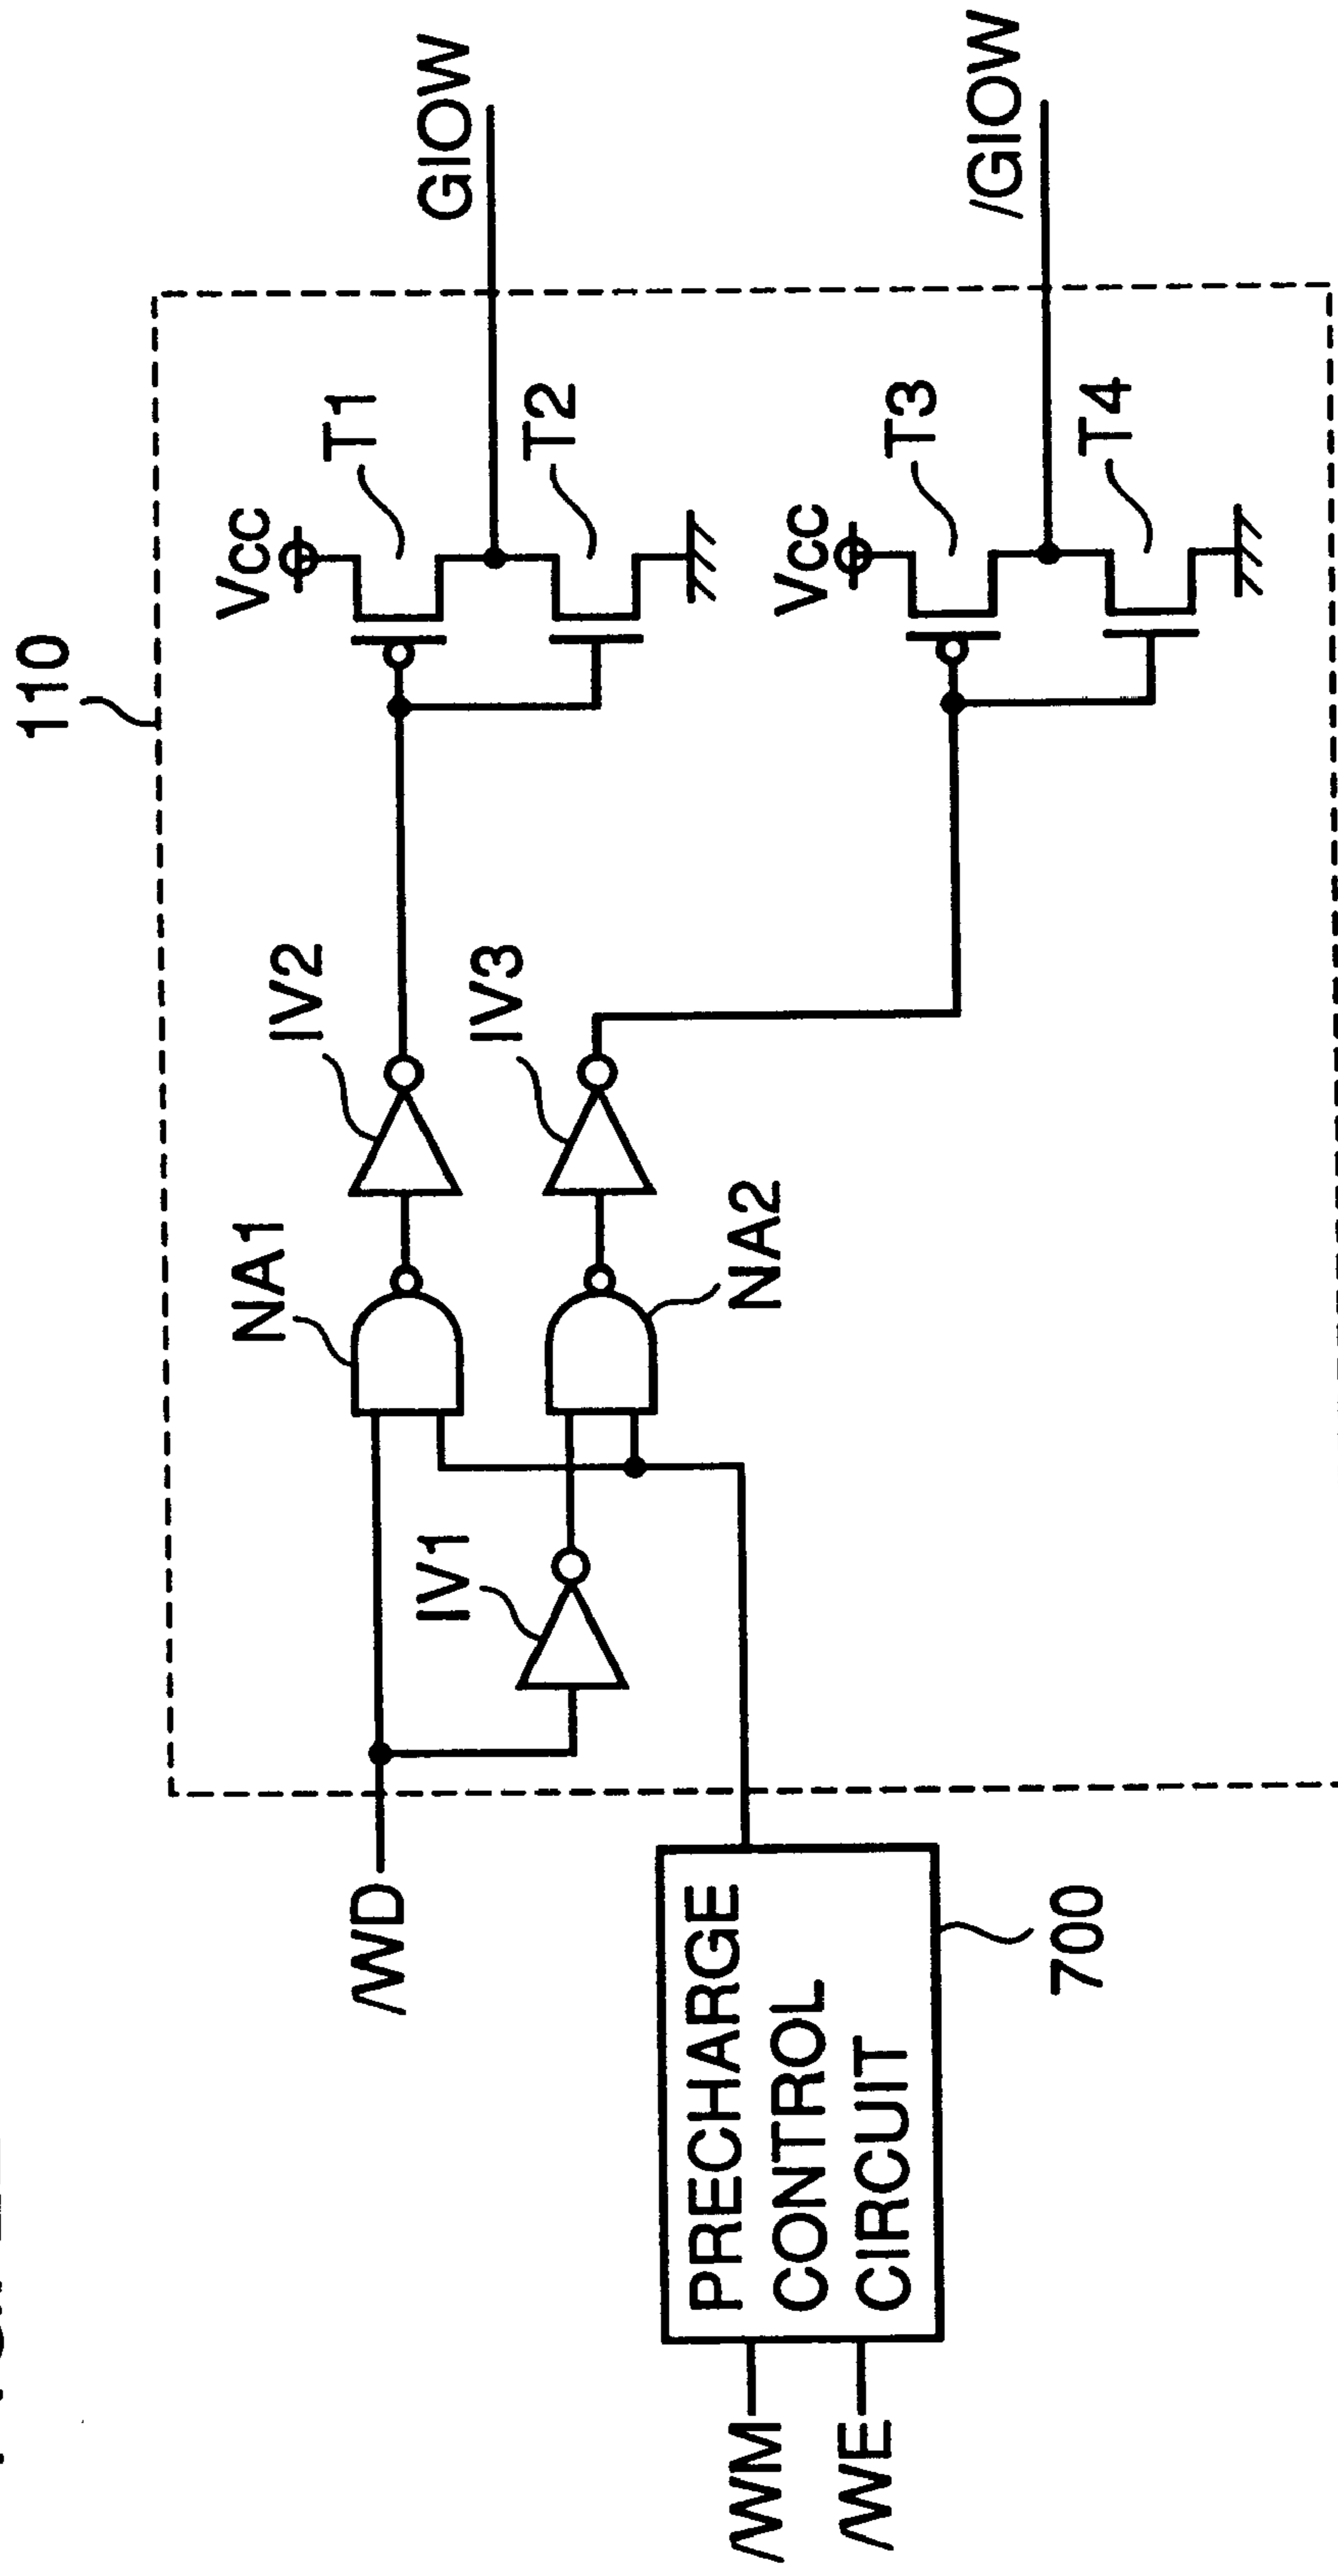 110
Vcc
T1
GIOW
T2
Vcc
T3
/GIOW
T4
IV2
IV3
NA1
NA2
IV1
/WD
PRECHARGE
CONTROL
CIRCUIT
700
/WM
/WE